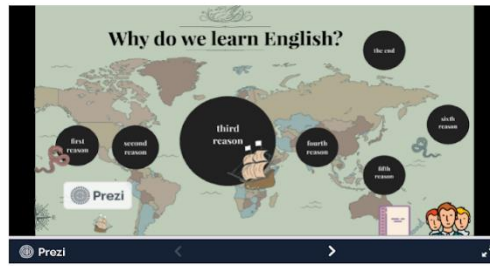 Why do we learn English?
the end
first
reason
second
reason
third
reason
fourth
reason
fifth
reason
sixth
reason
Prezi
Prezi